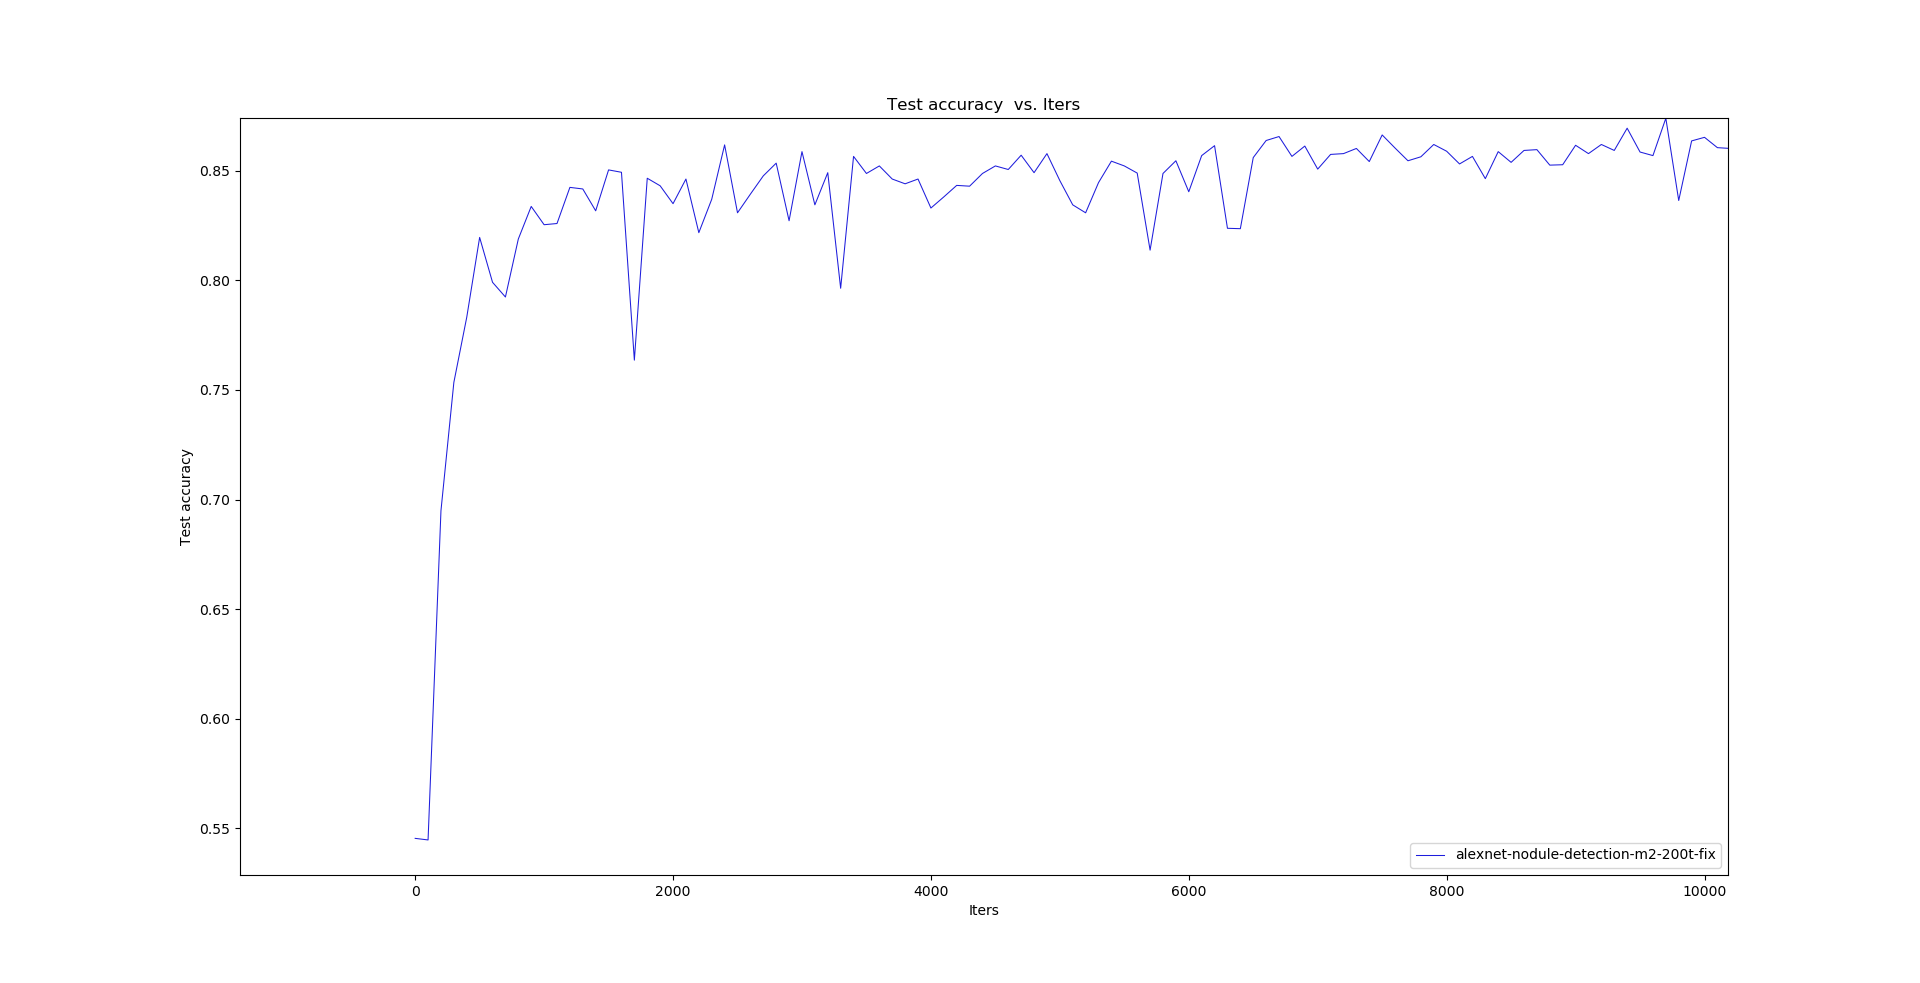 Test accuracy  vs. Iters
0.85
0.80
0.75
0.70
0.65
0.60
0.55
Test accuracy
alexnet-nodule-detection-m2-200t-fix
0 2000 4000 6000 8000 10000
Iters